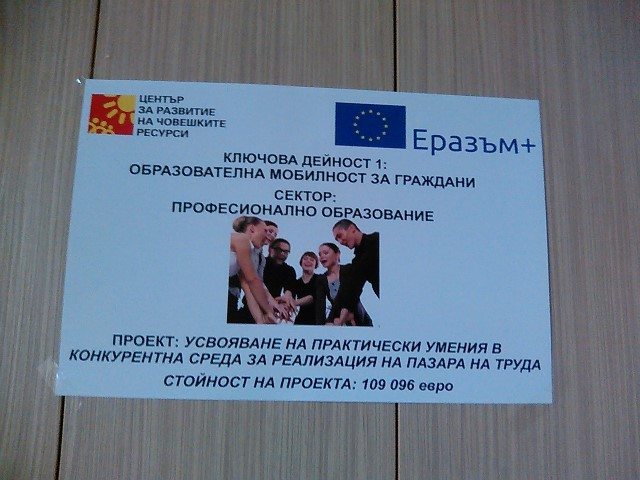 ЦЕНТЪР
ЗА РАЗВИТИЕ
НА ЧОВЕШКИТЕ
РЕСУРСИ
Еразъм+
КЛЮЧОВА ДЕЙНОСТ 1:
ОБРАЗОВАТЕЛНА МОБИЛНОСТ ЗА ГРАЖДАНИ
СЕКТОР:
ПРОФЕСИОНАЛНО ОБРАЗОВАНИЕ
ПРОЕКТ: УСВОЯВАНЕ НА ПРАКТИЧЕСКИ УМЕНИЯ В
КОНКУРЕНТНА СРЕДА ЗА РЕАЛИЗАЦИЯ НА ПАЗАРА НА ТРУДА
СТОЙНОСТ НА ПРОЕКТА: 109 096 евро